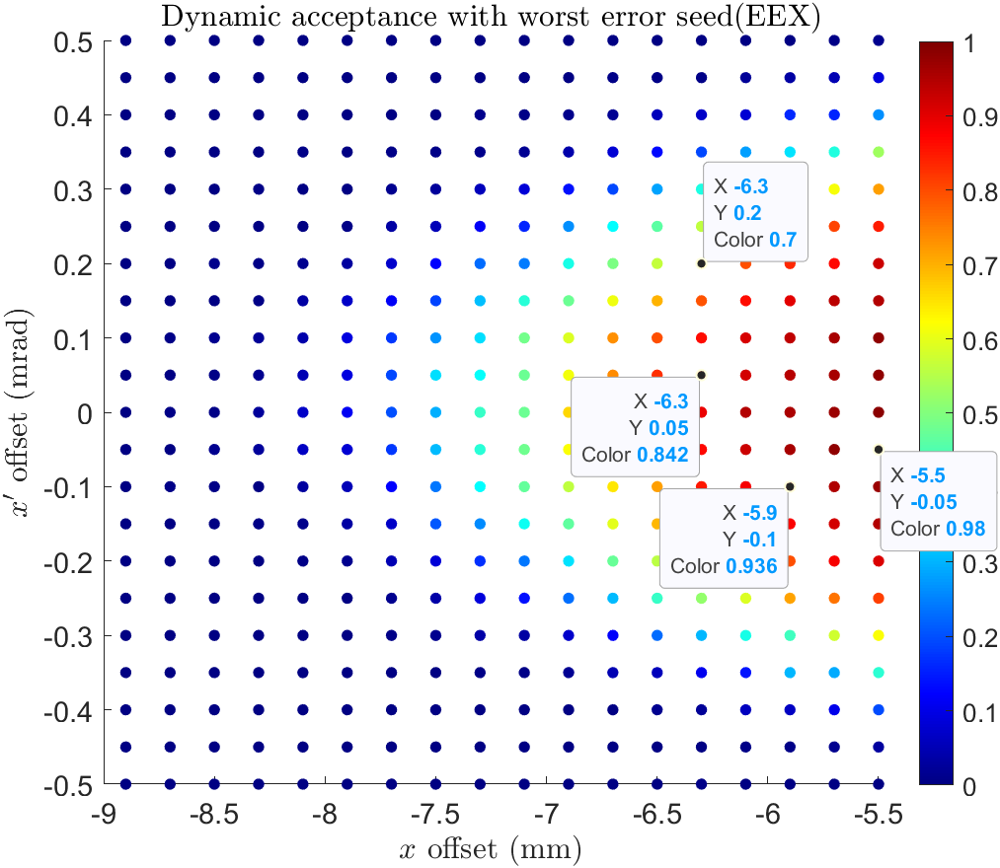 Dynamic acceptance with worst error seed(EEX)
0.5
0.4
0.3
0.2
0.1
0
-0.1
-0.2
-0.3
-0.4
-0.5
x′ offset (mrad)
-9
-8.5
-8
-7.5
-7
-6.5
-6
-5.5
x offset (mm)
X -6.3
Y 0.2
Color 0.7
X -6.3
Y 0.05
Color 0.842
X -5.9
Y -0.1
Color 0.936
X -5.5
Y -0.05
Color 0.98
1
0.9
0.8
0.7
0.6
0.5
0.3
0.2
0.1
0